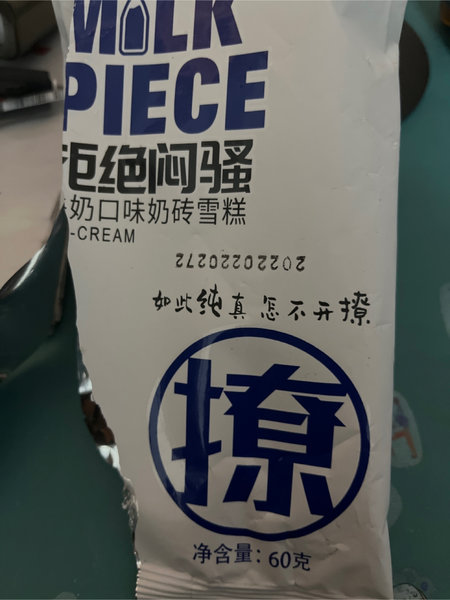 MILK
PIECE
拒绝闷骚
奶口味奶砖雪糕
-CREAM
20220220272
如此纯真 怎不开撩
撩
净含量: 60克